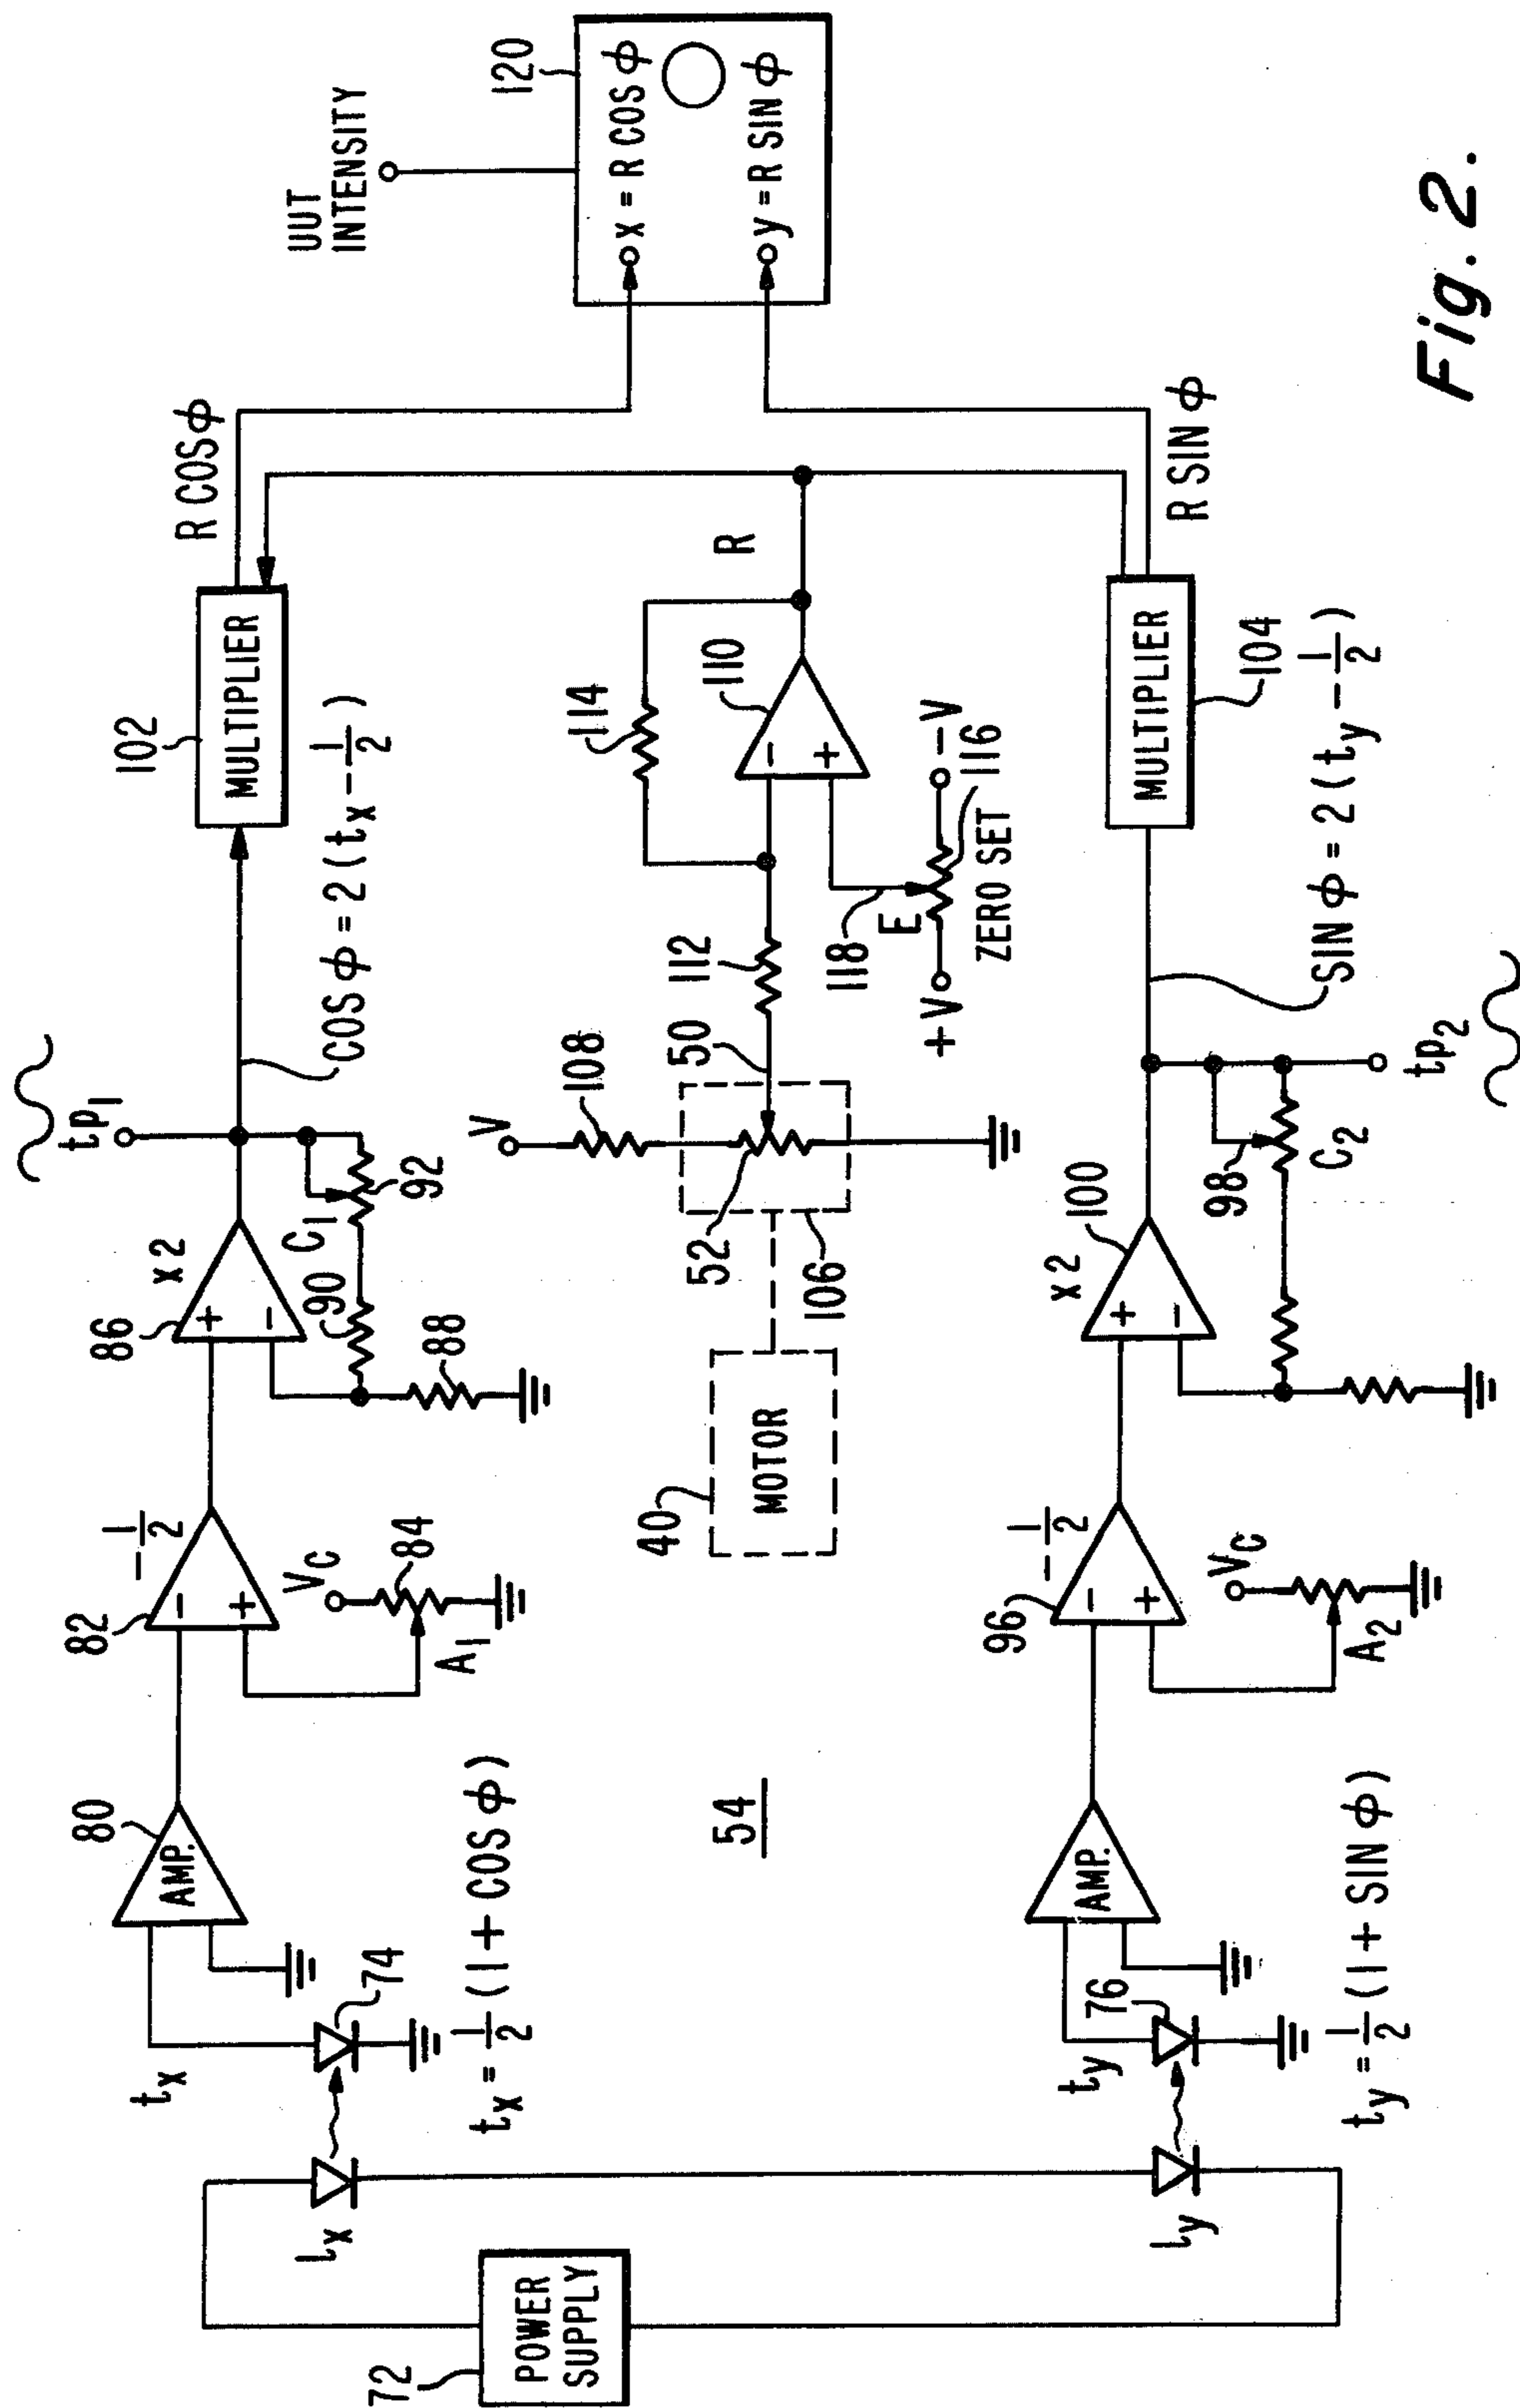 72
POWER
SUPPLY
lx
ly
tx
74
tx = 1/2 (1 + COS ϕ)
80
AMP.
82
- 1/2
-
+
VC
84
A1
86
x 2
+
-
90
88
C1
92
tp1
COS ϕ = 2 (tx - 1/2)
102
MULTIPLIER
R COS ϕ
54
40
MOTOR
V
108
52
50
106
112
114
110
-
+
118
E
+V
-V
116
ZERO SET
R
ty
76
ty = 1/2 (1 + SIN ϕ)
AMP.
96
- 1/2
-
+
VC
A2
100
x 2
+
-
98
C2
tp2
SIN ϕ = 2 (ty - 1/2)
MULTIPLIER
104
R SIN ϕ
UUT
INTENSITY
120
x = R COS ϕ
y = R SIN ϕ
Fig. 2.